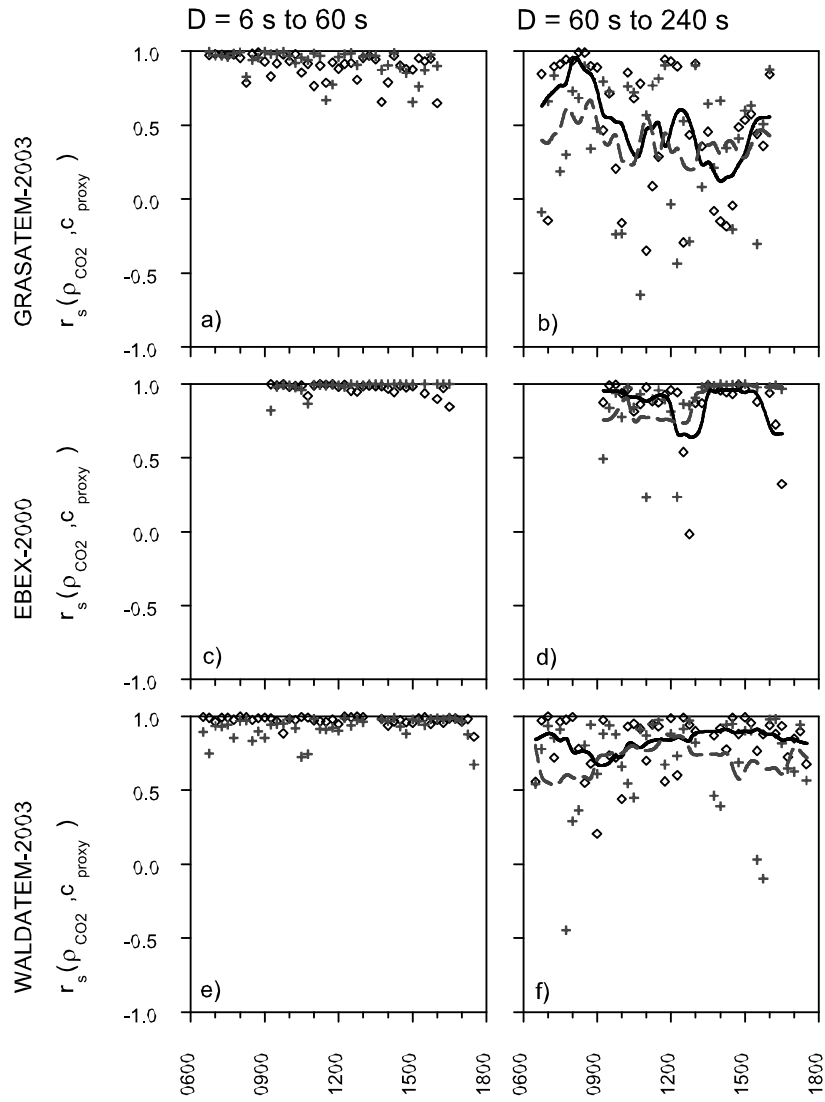 D = 6 s to 60 s
D = 60 s to 240 s
GRASATEM-2003
r s (ρ CO2 ,c proxy )
1.0
0.5
0.0
-0.5
-1.0
a)
b)
EBEX-2000
r s (ρ CO2 ,c proxy )
1.0
0.5
0.0
-0.5
-1.0
c)
d)
WALDATEM-2003
r s (ρ CO2 ,c proxy )
1.0
0.5
0.0
-0.5
-1.0
e)
f)
0600
0900
1200
1500
1800
0600
0900
1200
1500
1800